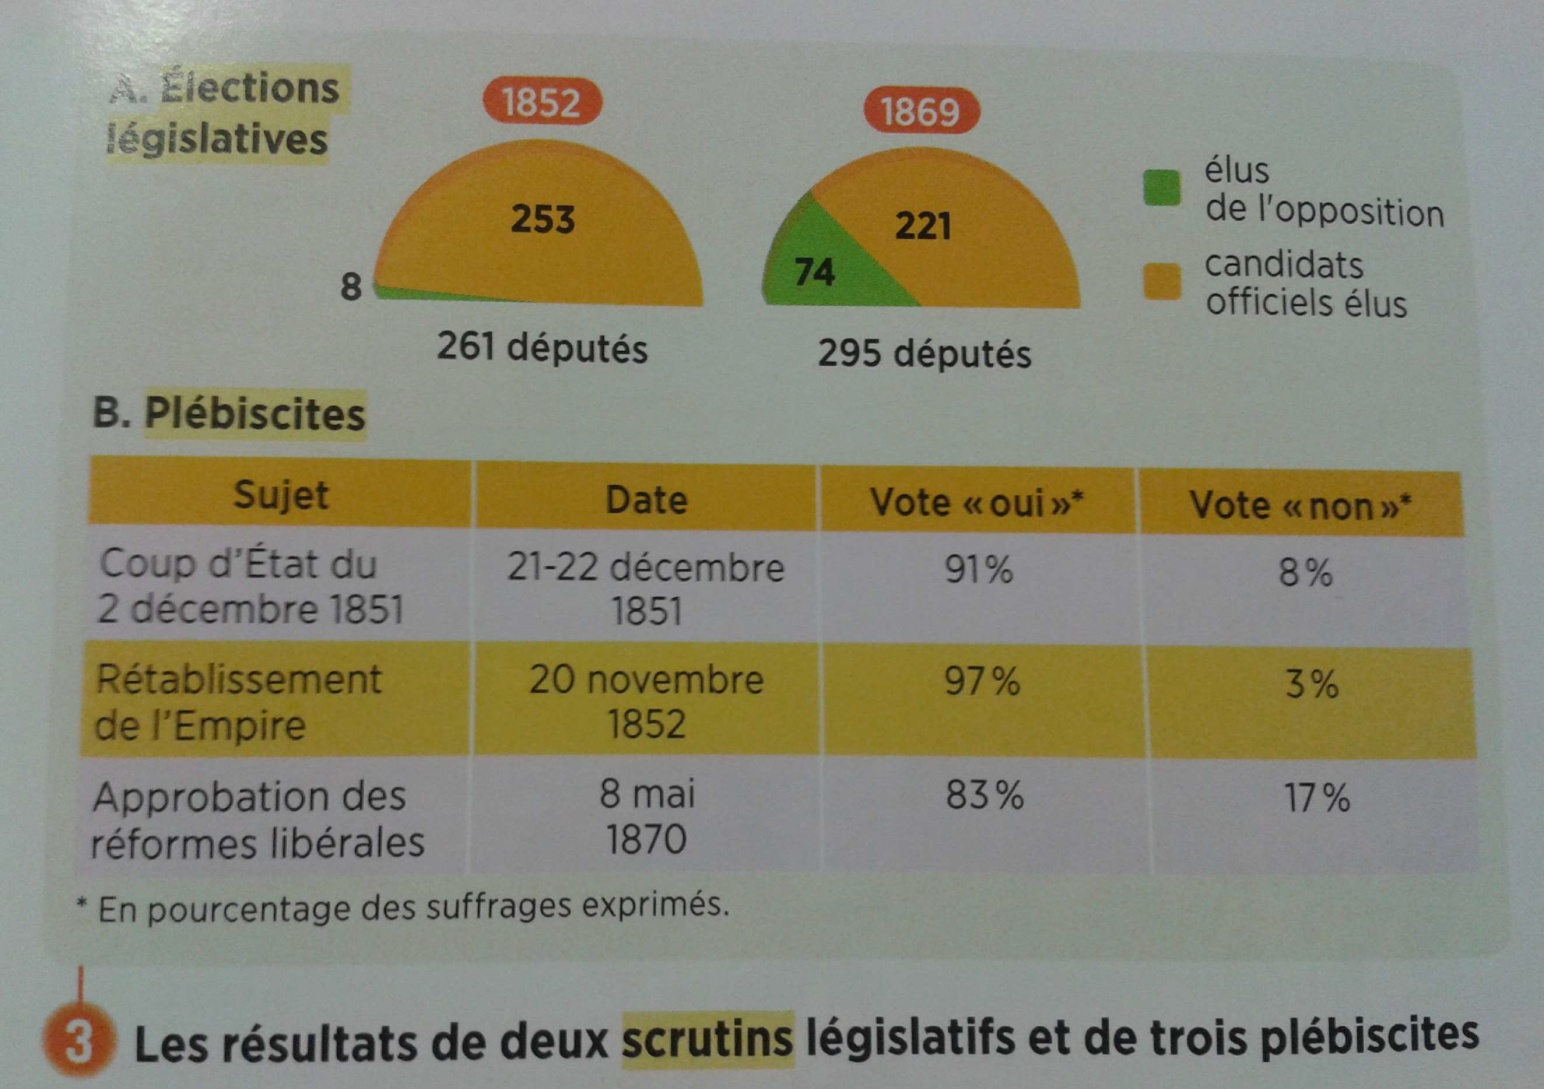 A. Élections
législatives
1852
1869
253
8
261 députés
221
74
295 députés
élus
de l'opposition
candidats
officiels élus
B. Plébiscites
Sujet Date Vote « oui »* Vote « non »*
Coup d'État du
2 décembre 1851
21-22 décembre
1851
91 %
8 %
Rétablissement
de l'Empire
20 novembre
1852
97 %
3 %
Approbation des
réformes libérales
8 mai
1870
83 %
17 %
* En pourcentage des suffrages exprimés.
3 Les résultats de deux scrutins législatifs et de trois plébiscites